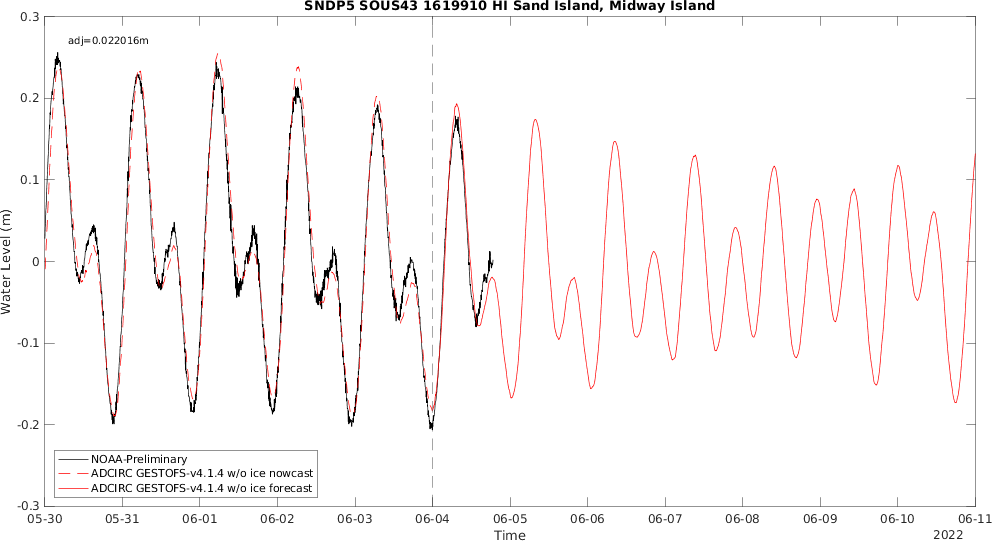 SNDP5 SOUS43 1619910 HI Sand Island, Midway Island
adj=0.022016m
0.3
0.2
0.1
0
-0.1
-0.2
-0.3
Water Level (m)
NOAA-Preliminary
ADCIRC GESTOFS-v4.1.4 w/o ice nowcast
ADCIRC GESTOFS-v4.1.4 w/o ice forecast
05-30 05-31 06-01 06-02 06-03 06-04 06-05 06-06 06-07 06-08 06-09 06-10 06-11
Time
2022